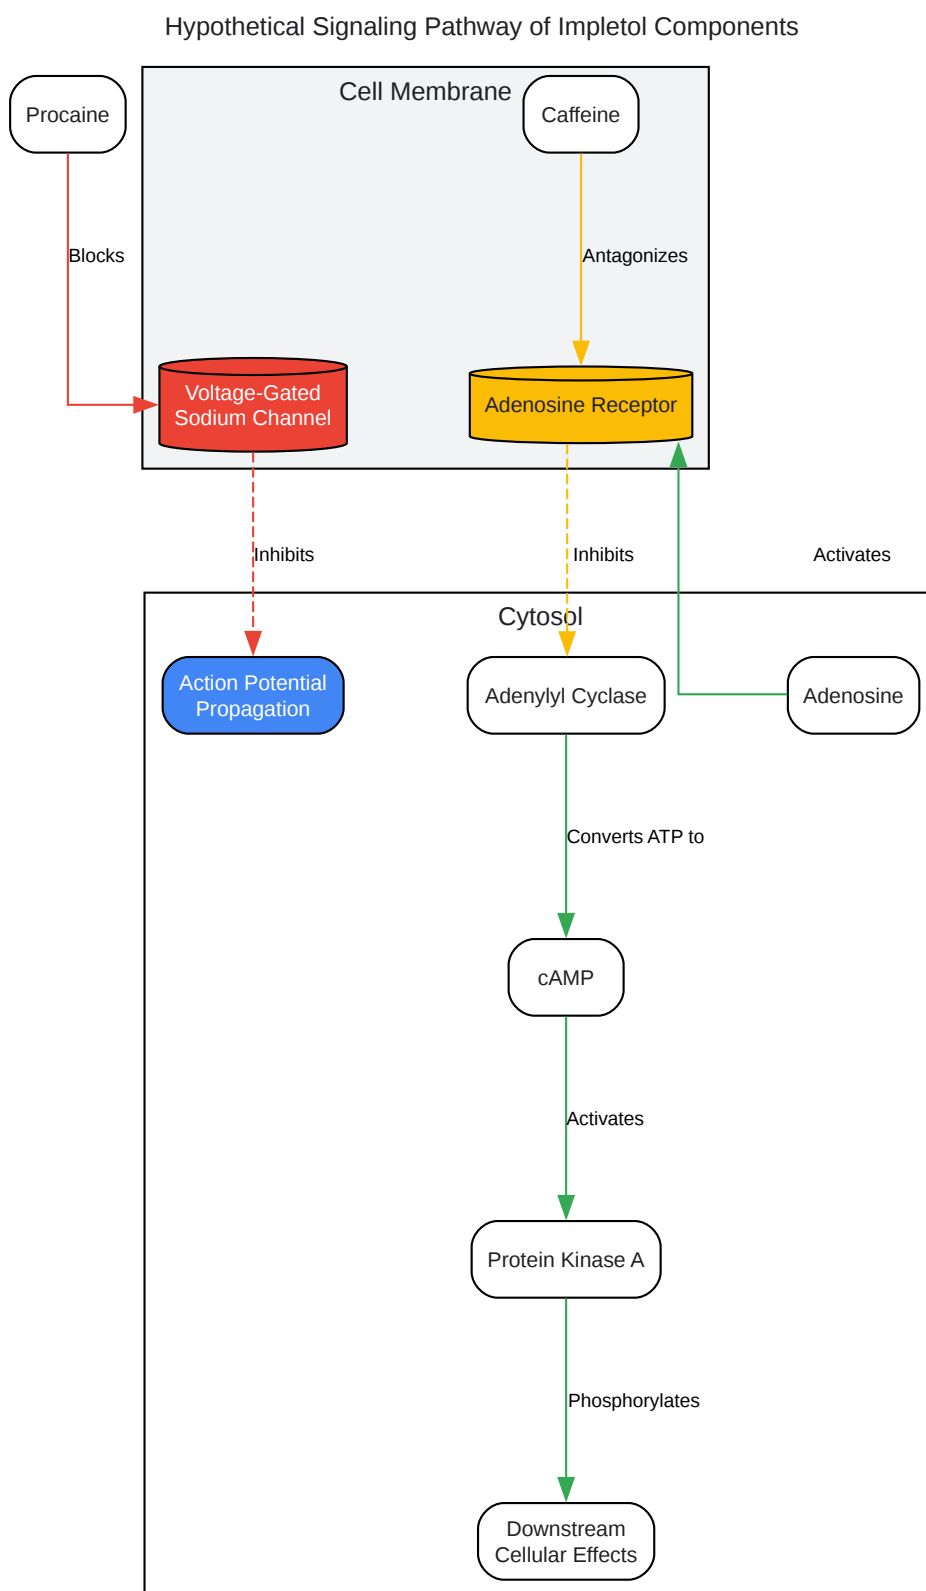 Hypothetical Signaling Pathway of Impletol Components
Cell Membrane
Procaine
Caffeine
Blocks
Antagonizes
Voltage-Gated
Sodium Channel
Adenosine Receptor
Inhibits
Inhibits
Activates
Cytosol
Action Potential
Propagation
Adenylyl Cyclase
Adenosine
Converts ATP to
cAMP
Activates
Protein Kinase A
Phosphorylates
Downstream
Cellular Effects